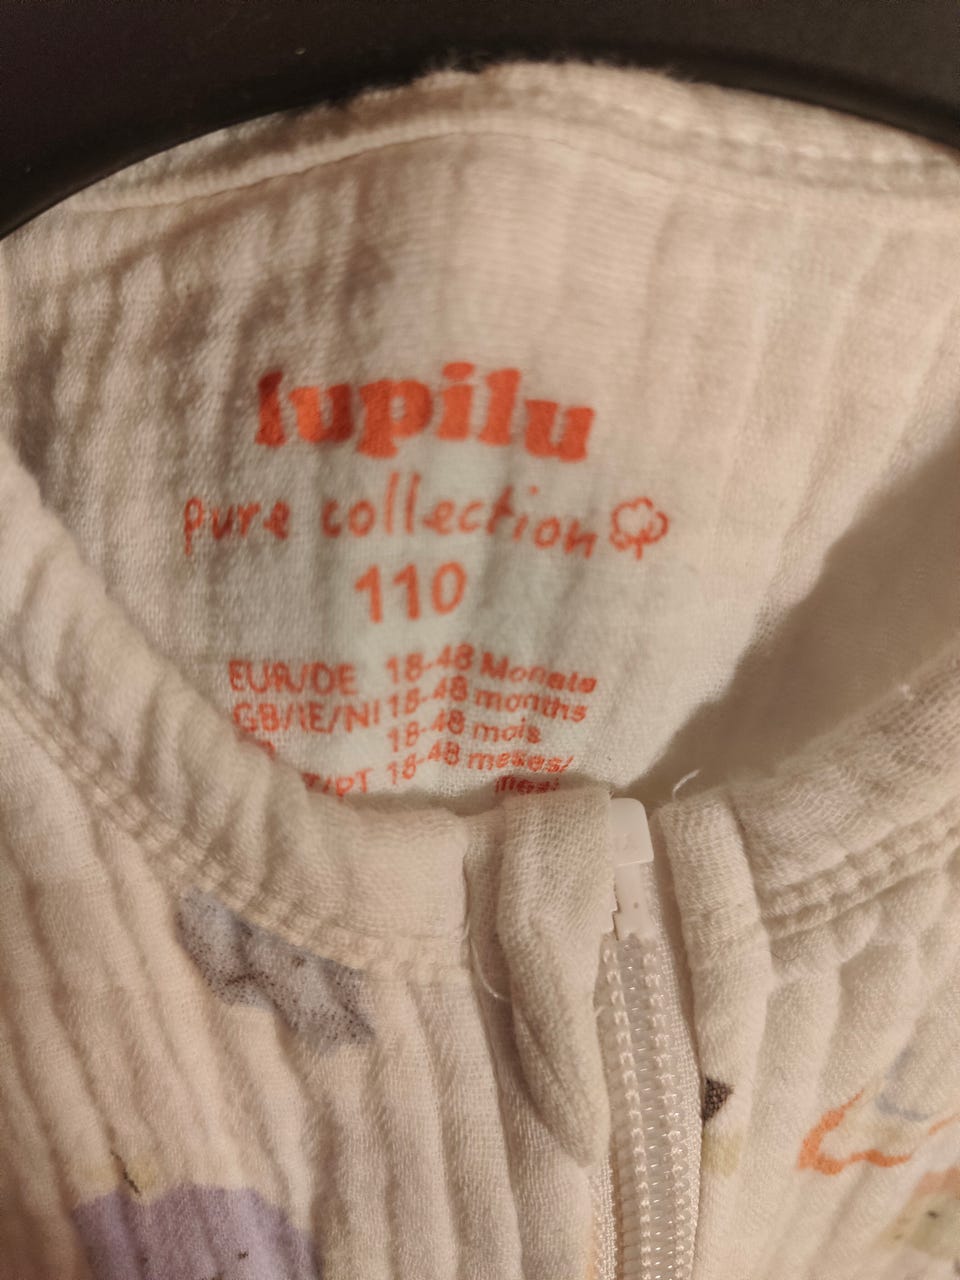 lupilu
pure collection
110
EUR/DE 18-48 Monate
GB/IE/NI 18-48 months
18-48 mois
/PT 18-48 meses/